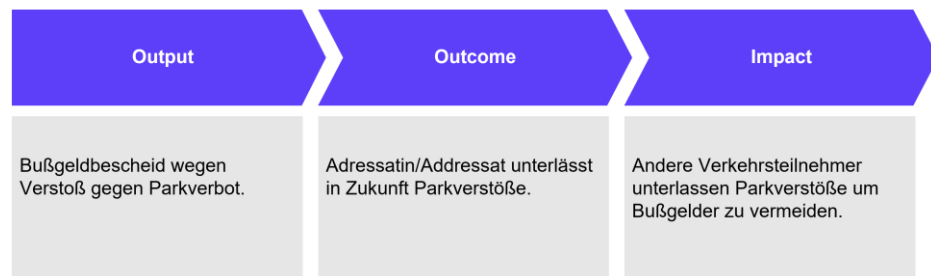 Output
Outcome
Impact
Bußgeldbescheid wegen
Verstoß gegen Parkverbot.
Adressatin/Addressat unterlässt
in Zukunft Parkverstöße.
Andere Verkehrsteilnehmer
unterlassen Parkverstöße um
Bußgelder zu vermeiden.